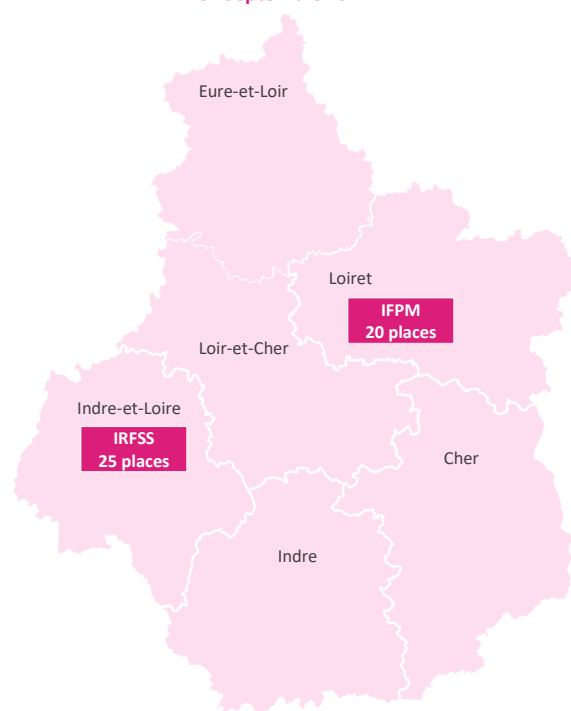 Eure-et-Loir
Loiret
IFPM
20 places
Loir-et-Cher
Indre-et-Loire
IRFSS
25 places
Cher
Indre